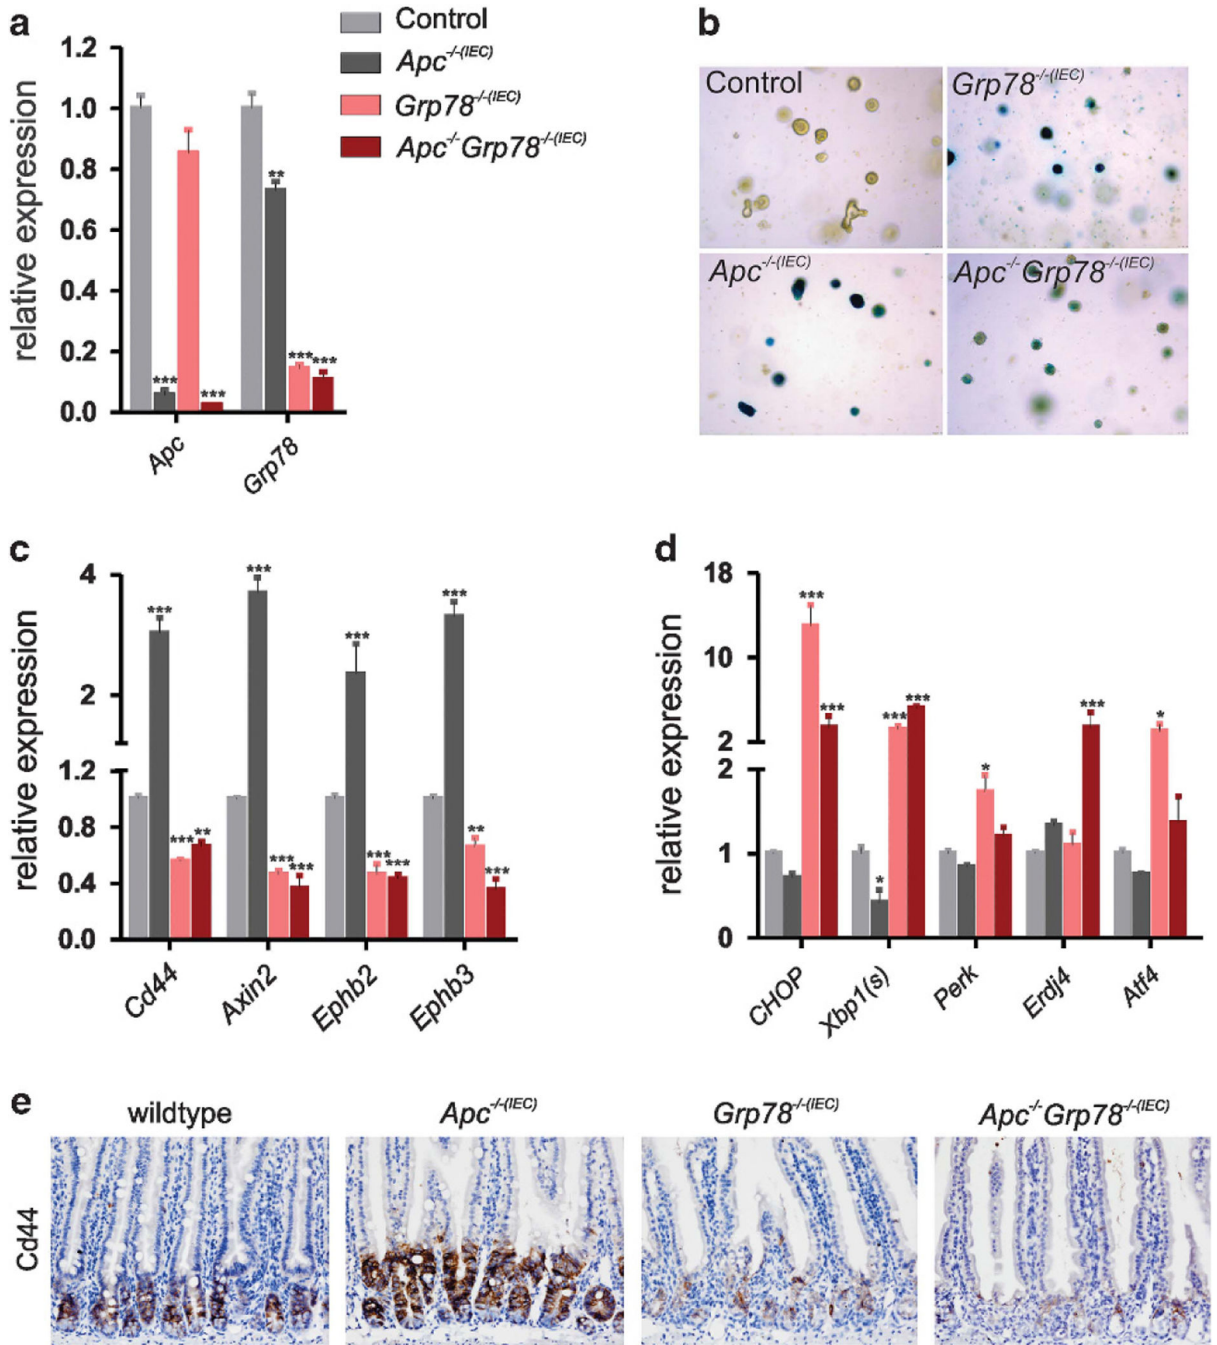 a
Control
Apc-/-(IEC)
Grp78-/-(IEC)
Apc-/-Grp78-/-(IEC)
relative expression
1.2
1.0
0.8
0.6
0.4
0.2
0.0
***
***
**
***
***
Apc
Grp78
b
Control
Grp78-/-(IEC)
Apc-/-(IEC)
Apc-/-Grp78-/-(IEC)
c
relative expression
relative expression
4
2
1.2
0.8
0.4
0.0
***
***
**
***
***
***
***
***
***
***
**
***
Cd44
Axin2
Ephb2
Ephb3
d
relative expression
18
10
2
2
1
0
***
***
*
***
***
*
***
*
CHOP
Xbp1(s)
Perk
Erdj4
Atf4
e
wildtype
Apc-/-(IEC)
Grp78-/-(IEC)
Apc-/-Grp78-/-(IEC)
Cd44